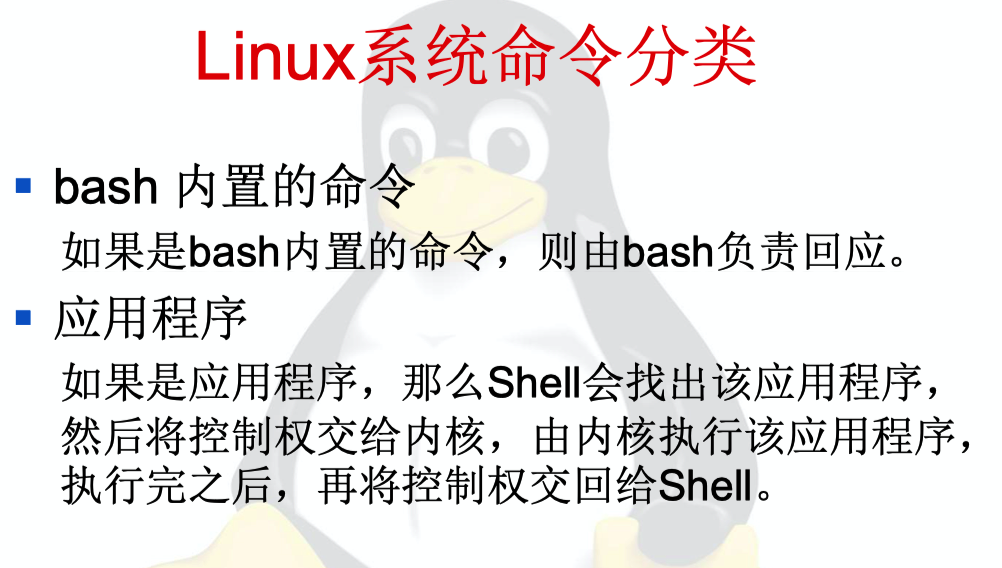 Linux系统命令分类
bash 内置的命令
如果是bash内置的命令，则由bash负责回应。
应用程序
如果是应用程序，那么Shell会找出该应用程序，
然后将控制权交给内核，由内核执行该应用程序，
执行完之后，再将控制权交回给Shell。